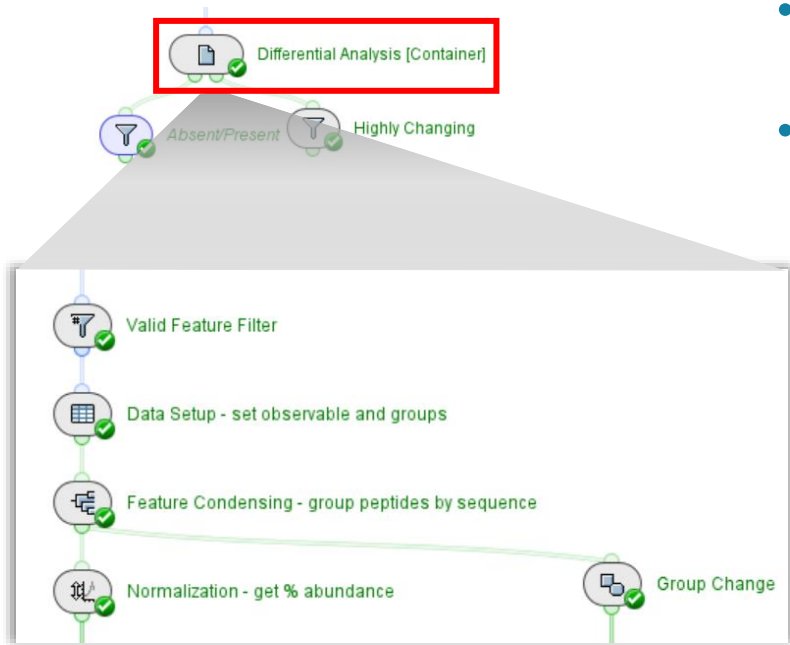 Differential Analysis [Container]
Absent/Present
Highly Changing
Valid Feature Filter
Data Setup - set observable and groups
Feature Condensing - group peptides by sequence
Normalization - get % abundance
Group Change